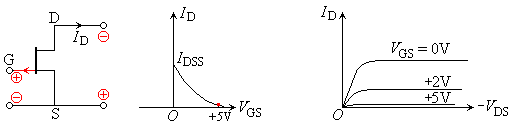 D
I_D
⊖
G
⊕
⊖
S
⊕
I_D
I_DSS
O
+5V
V_GS
I_D
V_GS = 0V
+2V
+5V
O
-V_DS